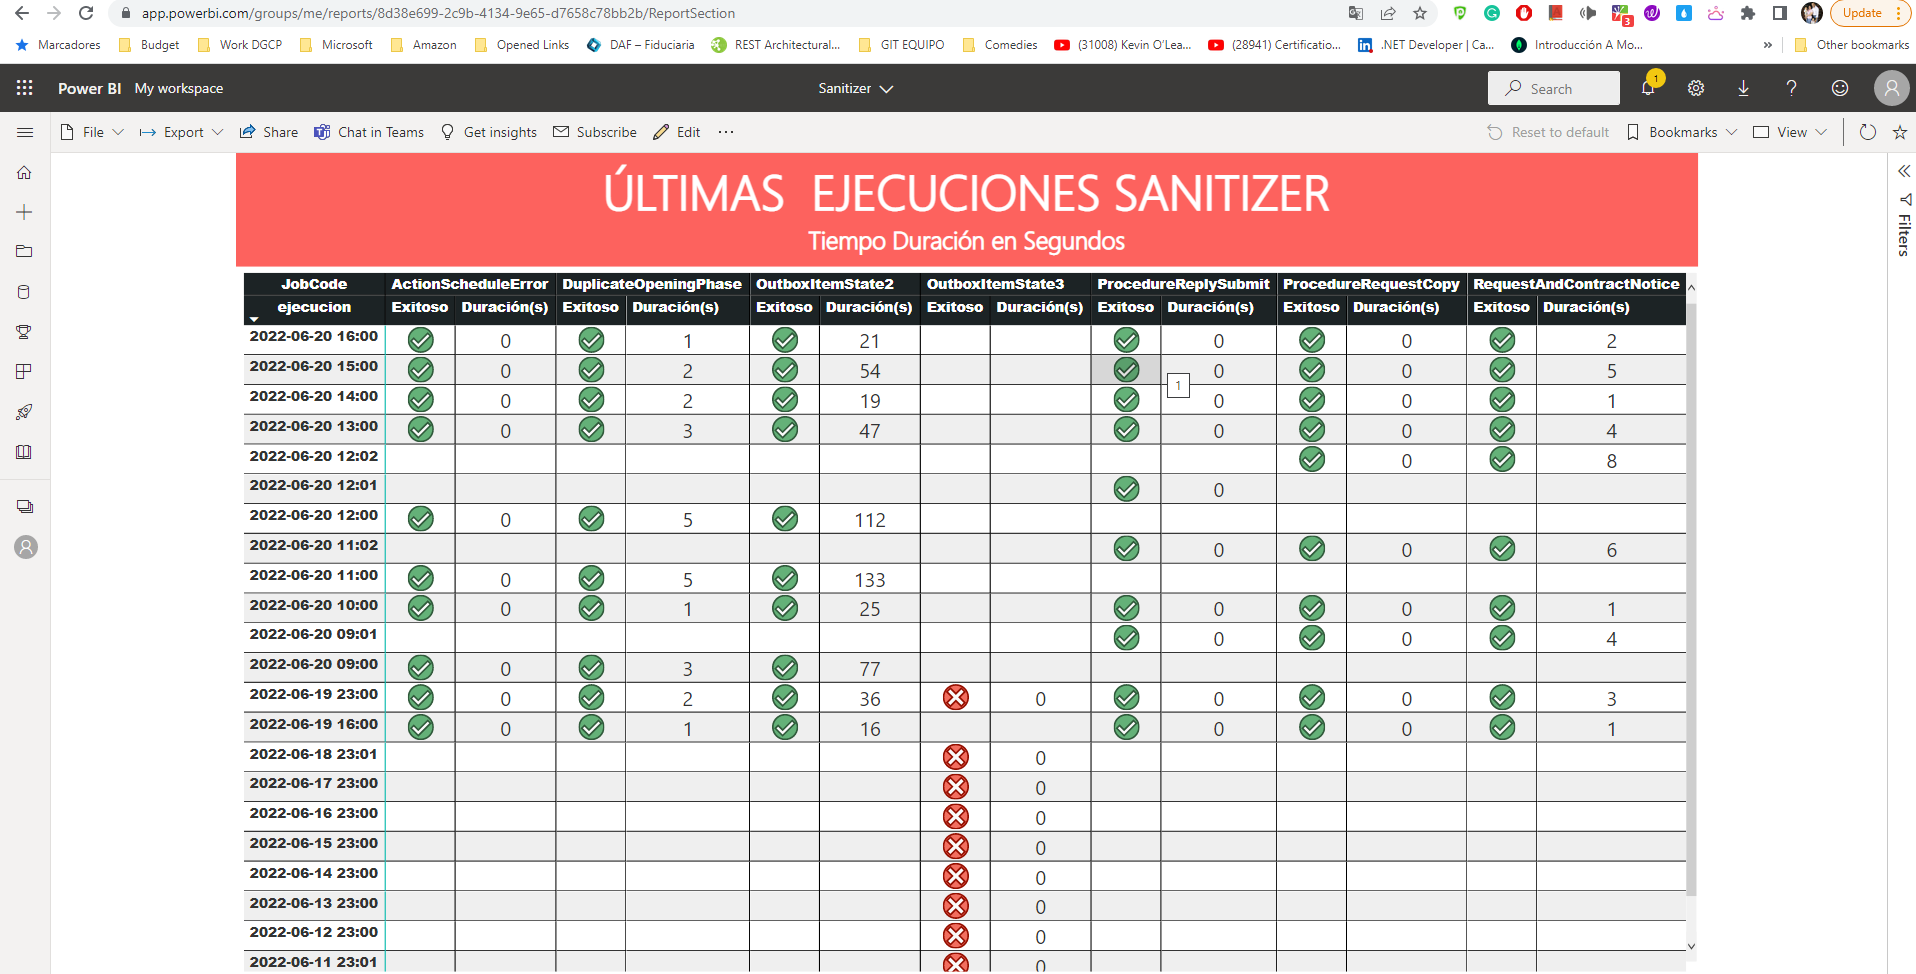 app.powerbi.com/groups/me/reports/8d38e699-2c9b-4134-9e65-d7658c78bb2b/ReportSection 3 Update
Marcadores Budget Work DGCP Microsoft Amazon Opened Links DAF – Fiduciaria REST Architectural... GIT EQUIPO Comedies (31008) Kevin O'Lea... (28941) Certificatio... .NET Developer | Ca... Introducción A Mo... » Other bookmarks
Power BI My workspace Sanitizer Search 1
File Export Share Chat in Teams Get insights Subscribe Edit ... Reset to default Bookmarks View
Filters
ÚLTIMAS EJECUCIONES SANITIZER
Tiempo Duración en Segundos
JobCode ActionScheduleError DuplicateOpeningPhase OutboxItemState2 OutboxItemState3 ProcedureReplySubmit ProcedureRequestCopy RequestAndContractNotice
ejecucion Exitoso Duración(s) Exitoso Duración(s) Exitoso Duración(s) Exitoso Duración(s) Exitoso Duración(s) Exitoso Duración(s) Exitoso Duración(s)
2022-06-20 16:00 0 1 21 0 0 2
2022-06-20 15:00 0 2 54 0 0 5
1
2022-06-20 14:00 0 2 19 0 0 1
2022-06-20 13:00 0 3 47 0 0 4
2022-06-20 12:02 0 8
2022-06-20 12:01 0
2022-06-20 12:00 0 5 112
2022-06-20 11:02 0 0 6
2022-06-20 11:00 0 5 133
2022-06-20 10:00 0 1 25 0 0 1
2022-06-20 09:01 0 0 4
2022-06-20 09:00 0 3 77
2022-06-19 23:00 0 2 36 0 0 0 3
2022-06-19 16:00 0 1 16 0 0 1
2022-06-18 23:01 0
2022-06-17 23:00 0
2022-06-16 23:00 0
2022-06-15 23:00 0
2022-06-14 23:00 0
2022-06-13 23:00 0
2022-06-12 23:00 0
2022-06-11 23:01 0